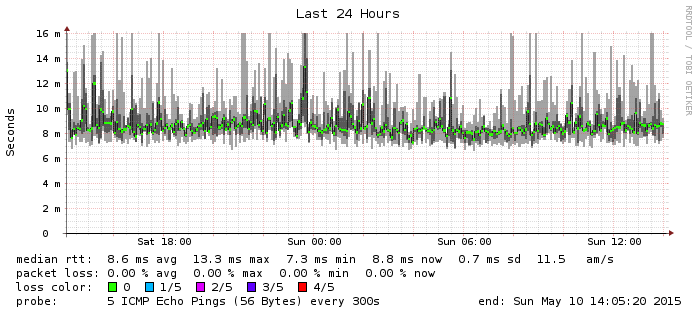 Last 24 Hours
RRDTOOL / TOBI OETIKER
Seconds
16 m
14 m
12 m
10 m
8 m
6 m
4 m
2 m
0
Sat 18:00 Sun 00:00 Sun 06:00 Sun 12:00
median rtt: 8.6 ms avg 13.3 ms max 7.3 ms min 8.8 ms now 0.7 ms sd 11.5 am/s
packet loss: 0.00 % avg 0.00 % max 0.00 % min 0.00 % now
loss color: 0 1/5 2/5 3/5 4/5
probe: 5 ICMP Echo Pings (56 Bytes) every 300s end: Sun May 10 14:05:20 2015